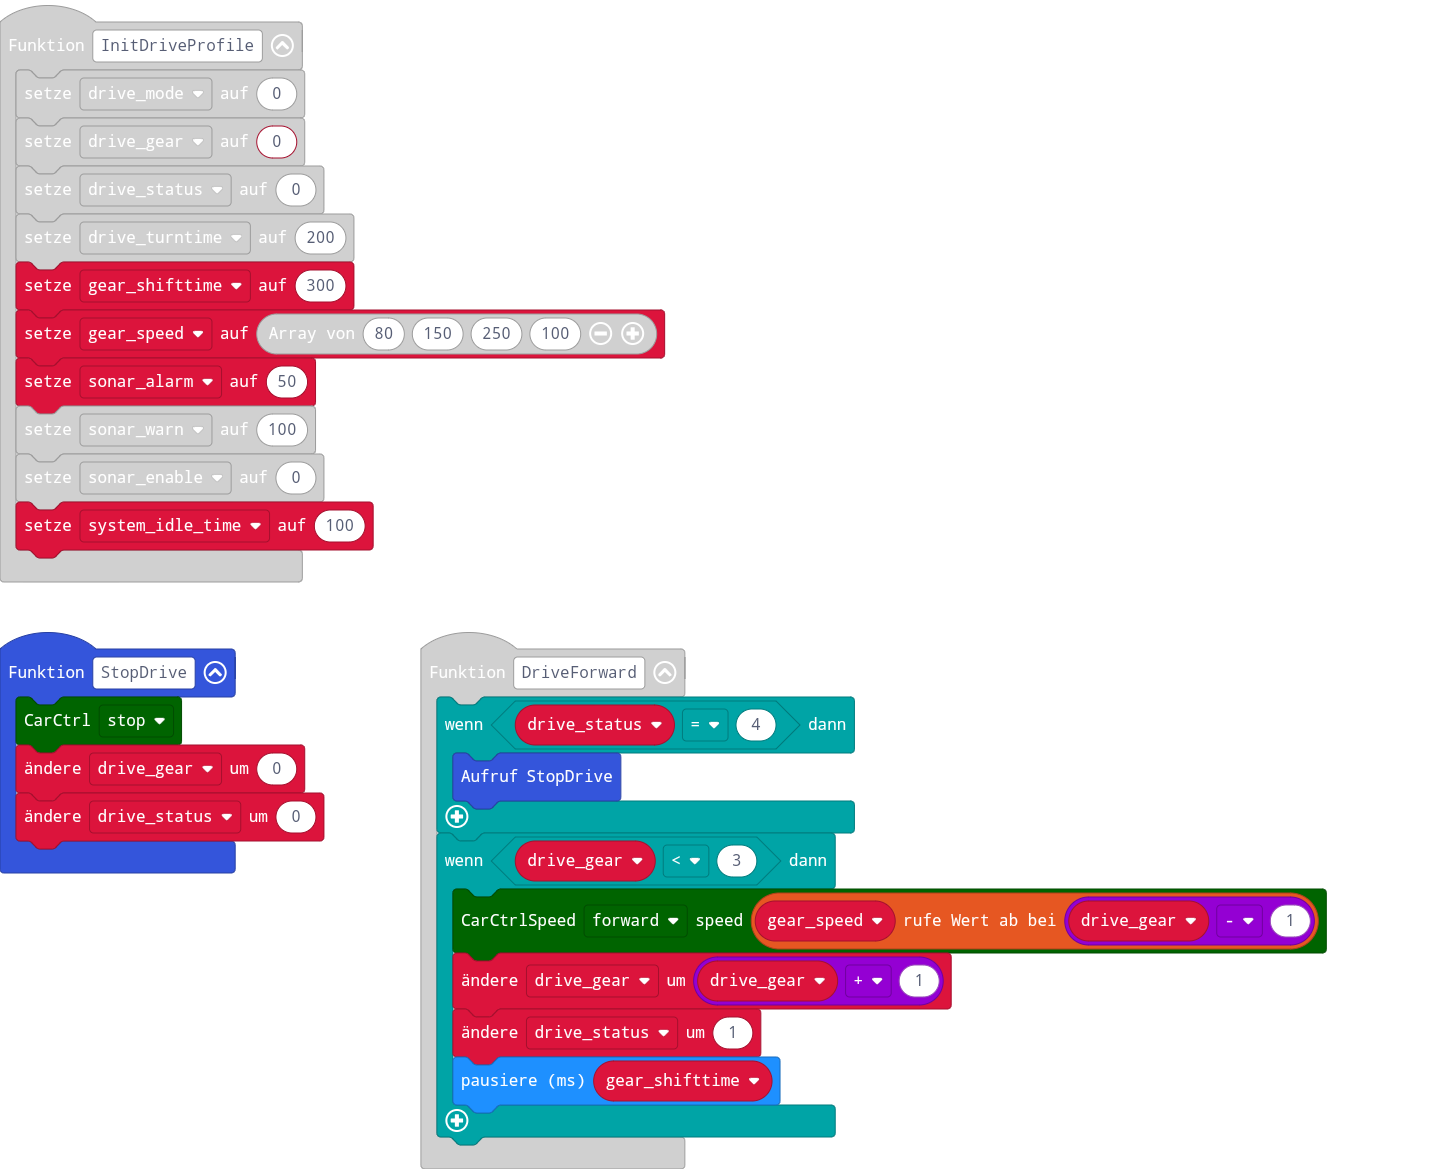 Funktion InitDriveProfile
setze drive_mode auf 0
setze drive_gear auf 0
setze drive_status auf 0
setze drive_turntime auf 200
setze gear_shifttime auf 300
setze gear_speed auf Array von 80 150 250 100
setze sonar_alarm auf 50
setze sonar_warn auf 100
setze sonar_enable auf 0
setze system_idle_time auf 100
Funktion StopDrive
CarCtrl stop
ändere drive_gear um 0
ändere drive_status um 0
Funktion DriveForward
wenn drive_status = 4 dann
Aufruf StopDrive
wenn drive_gear < 3 dann
CarCtrlSpeed forward speed gear_speed rufe Wert ab bei drive_gear - 1
ändere drive_gear um drive_gear + 1
ändere drive_status um 1
pausiere (ms) gear_shifttime